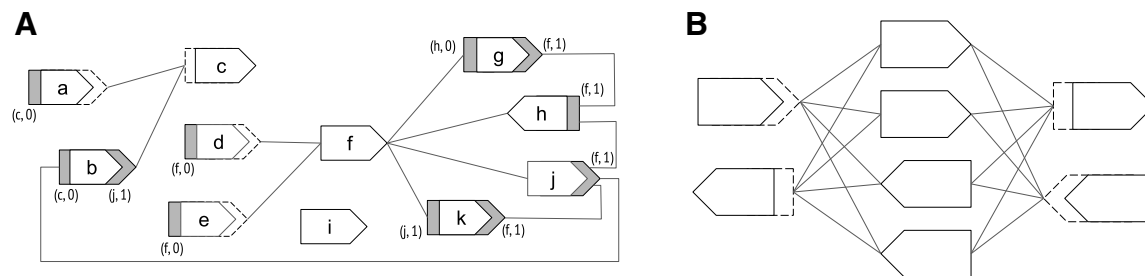 A
B
(h, 0)
g
(f, 1)
c
a
(c, 0)
(f, 1)
h
d
(f, 0)
f
b
(c, 0)
(j, 1)
(f, 1)
j
e
(f, 0)
i
(j, 1)
k
(f, 1)